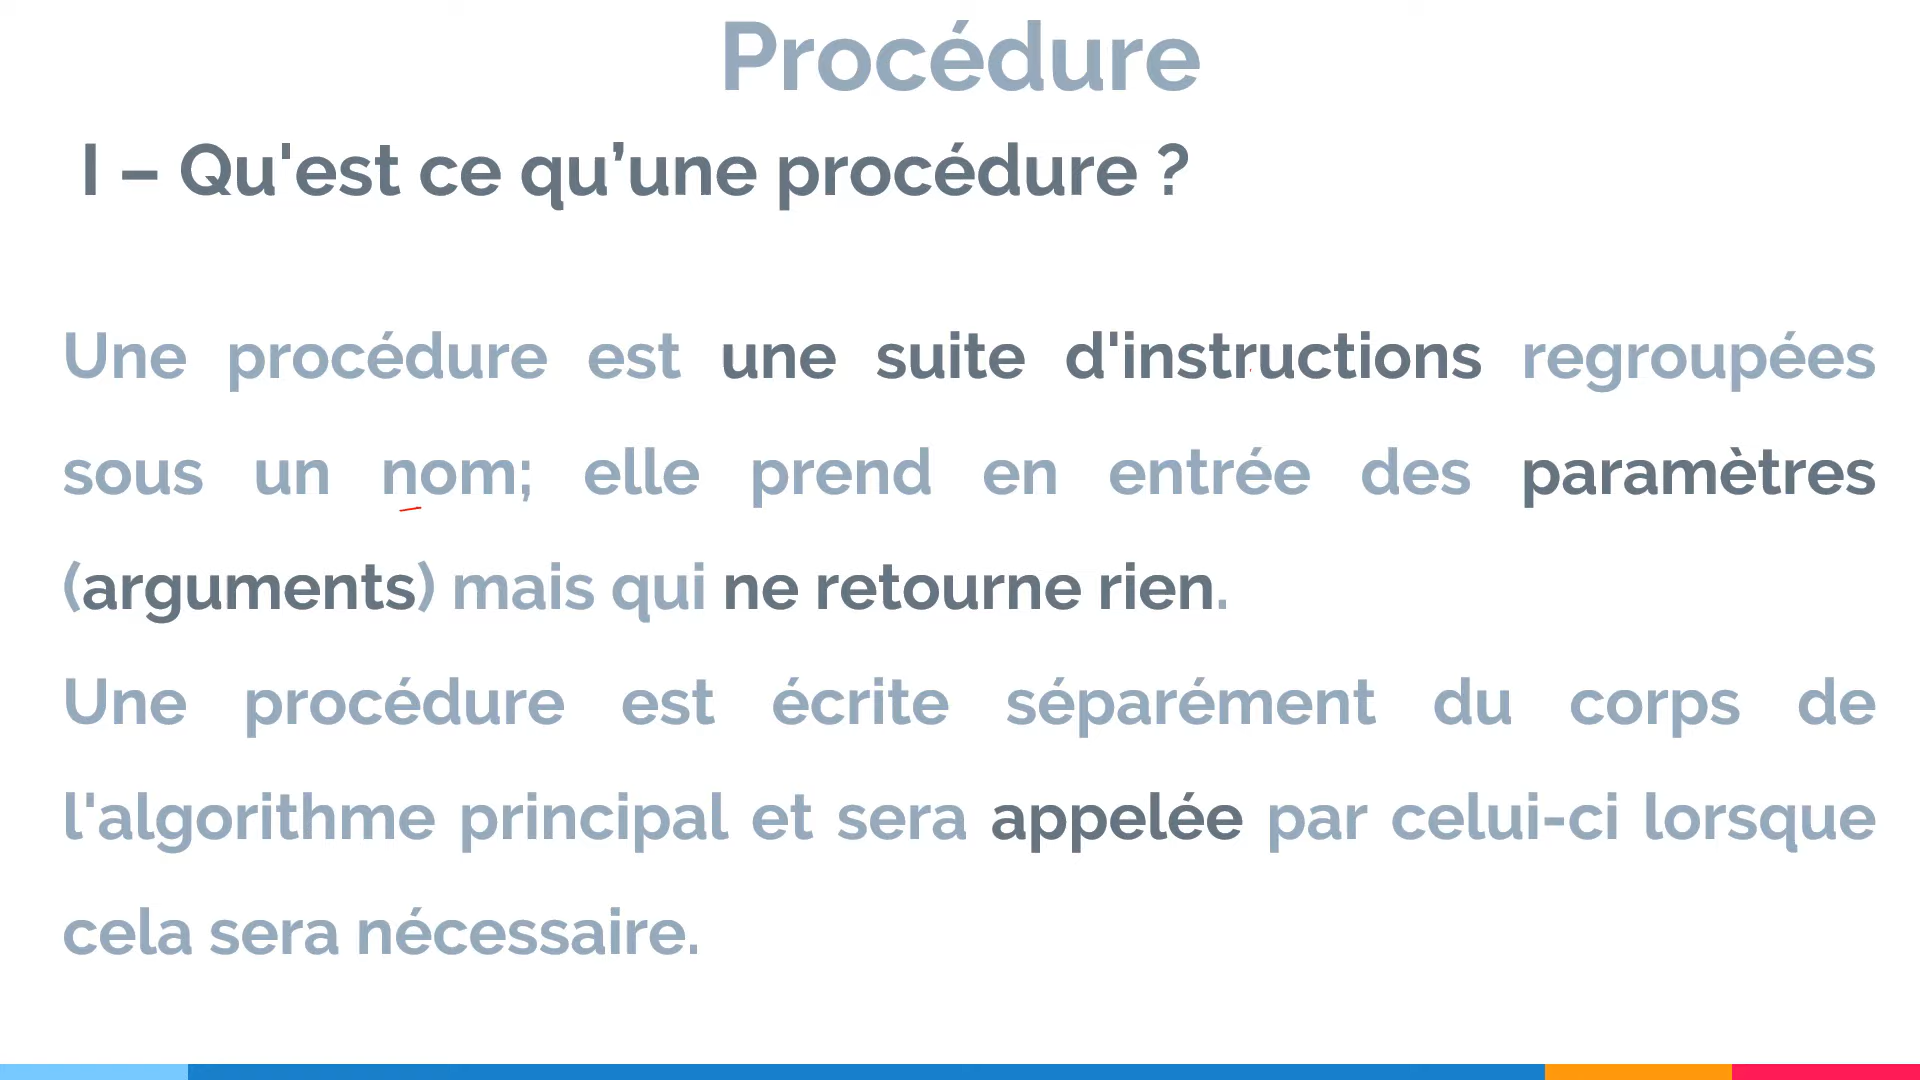 Procédure
I – Qu'est ce qu’une procédure ?
Une procédure est une suite d'instructions regroupées
sous un nom; elle prend en entrée des paramètres
(arguments) mais qui ne retourne rien.
Une procédure est écrite séparément du corps de
l'algorithme principal et sera appelée par celui-ci lorsque
cela sera nécessaire.